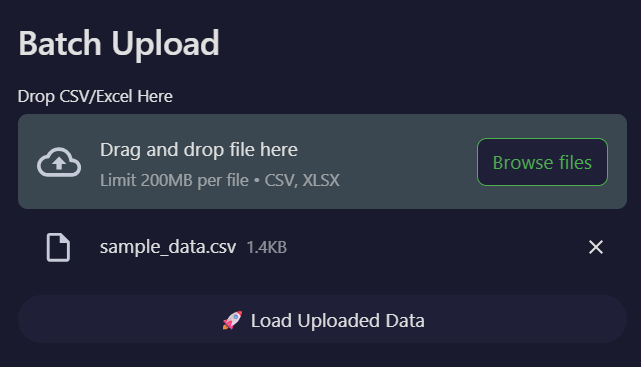 Batch Upload
Drop CSV/Excel Here
Drag and drop file here
Limit 200MB per file • CSV, XLSX
Browse files
sample_data.csv 1.4KB
🚀 Load Uploaded Data